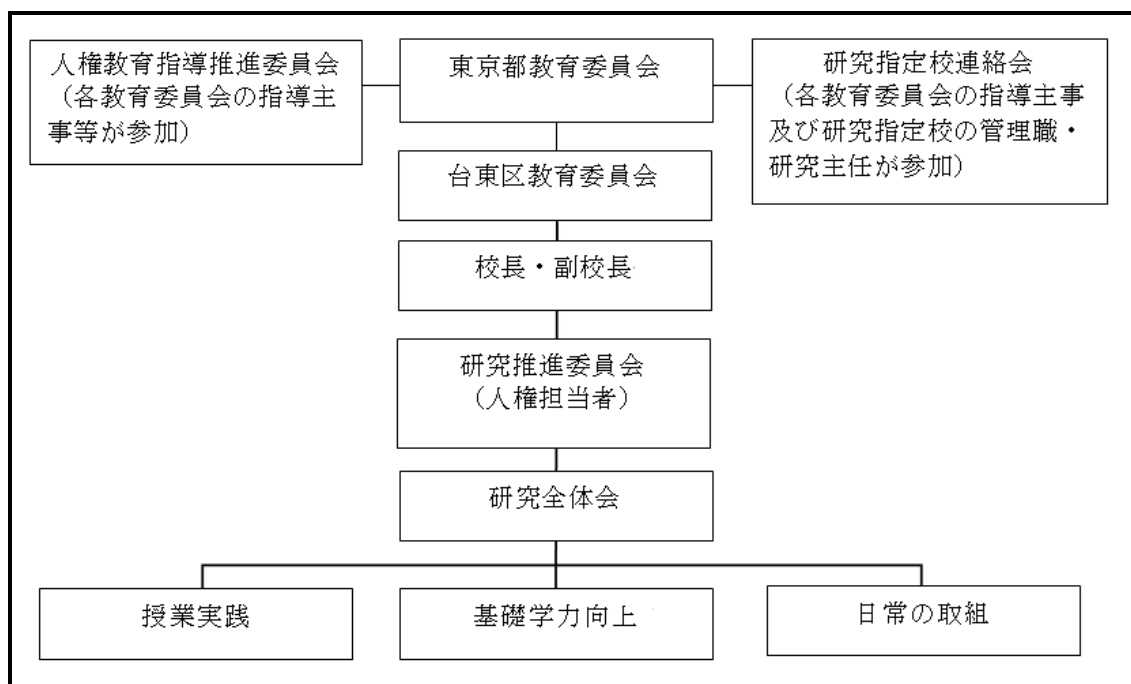 人権教育指導推進委員会
（各教育委員会の指導主
事等が参加）
東京都教育委員会
研究指定校連絡会
（各教育委員会の指導主事
及び研究指定校の管理職・
研究主任が参加）
台東区教育委員会
校長・副校長
研究推進委員会
（人権担当者）
研究全体会
授業実践
基礎学力向上
日常の取組